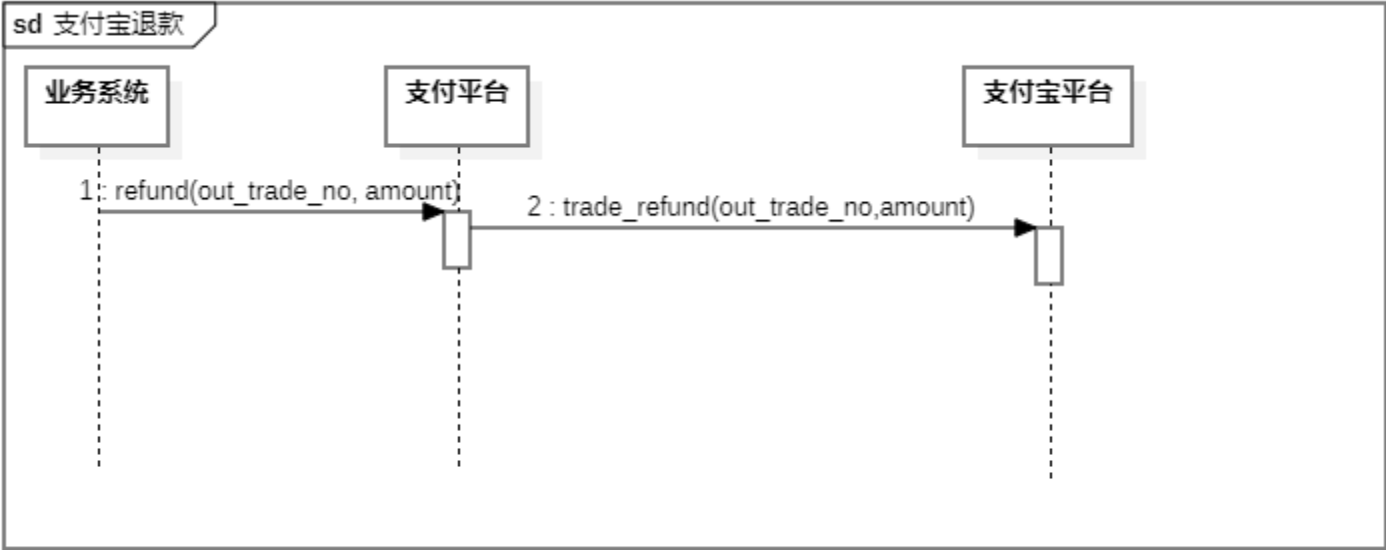 sd 支付宝退款
业务系统
支付平台
支付宝平台
1 : refund(out_trade_no, amount)
2 : trade_refund(out_trade_no,amount)